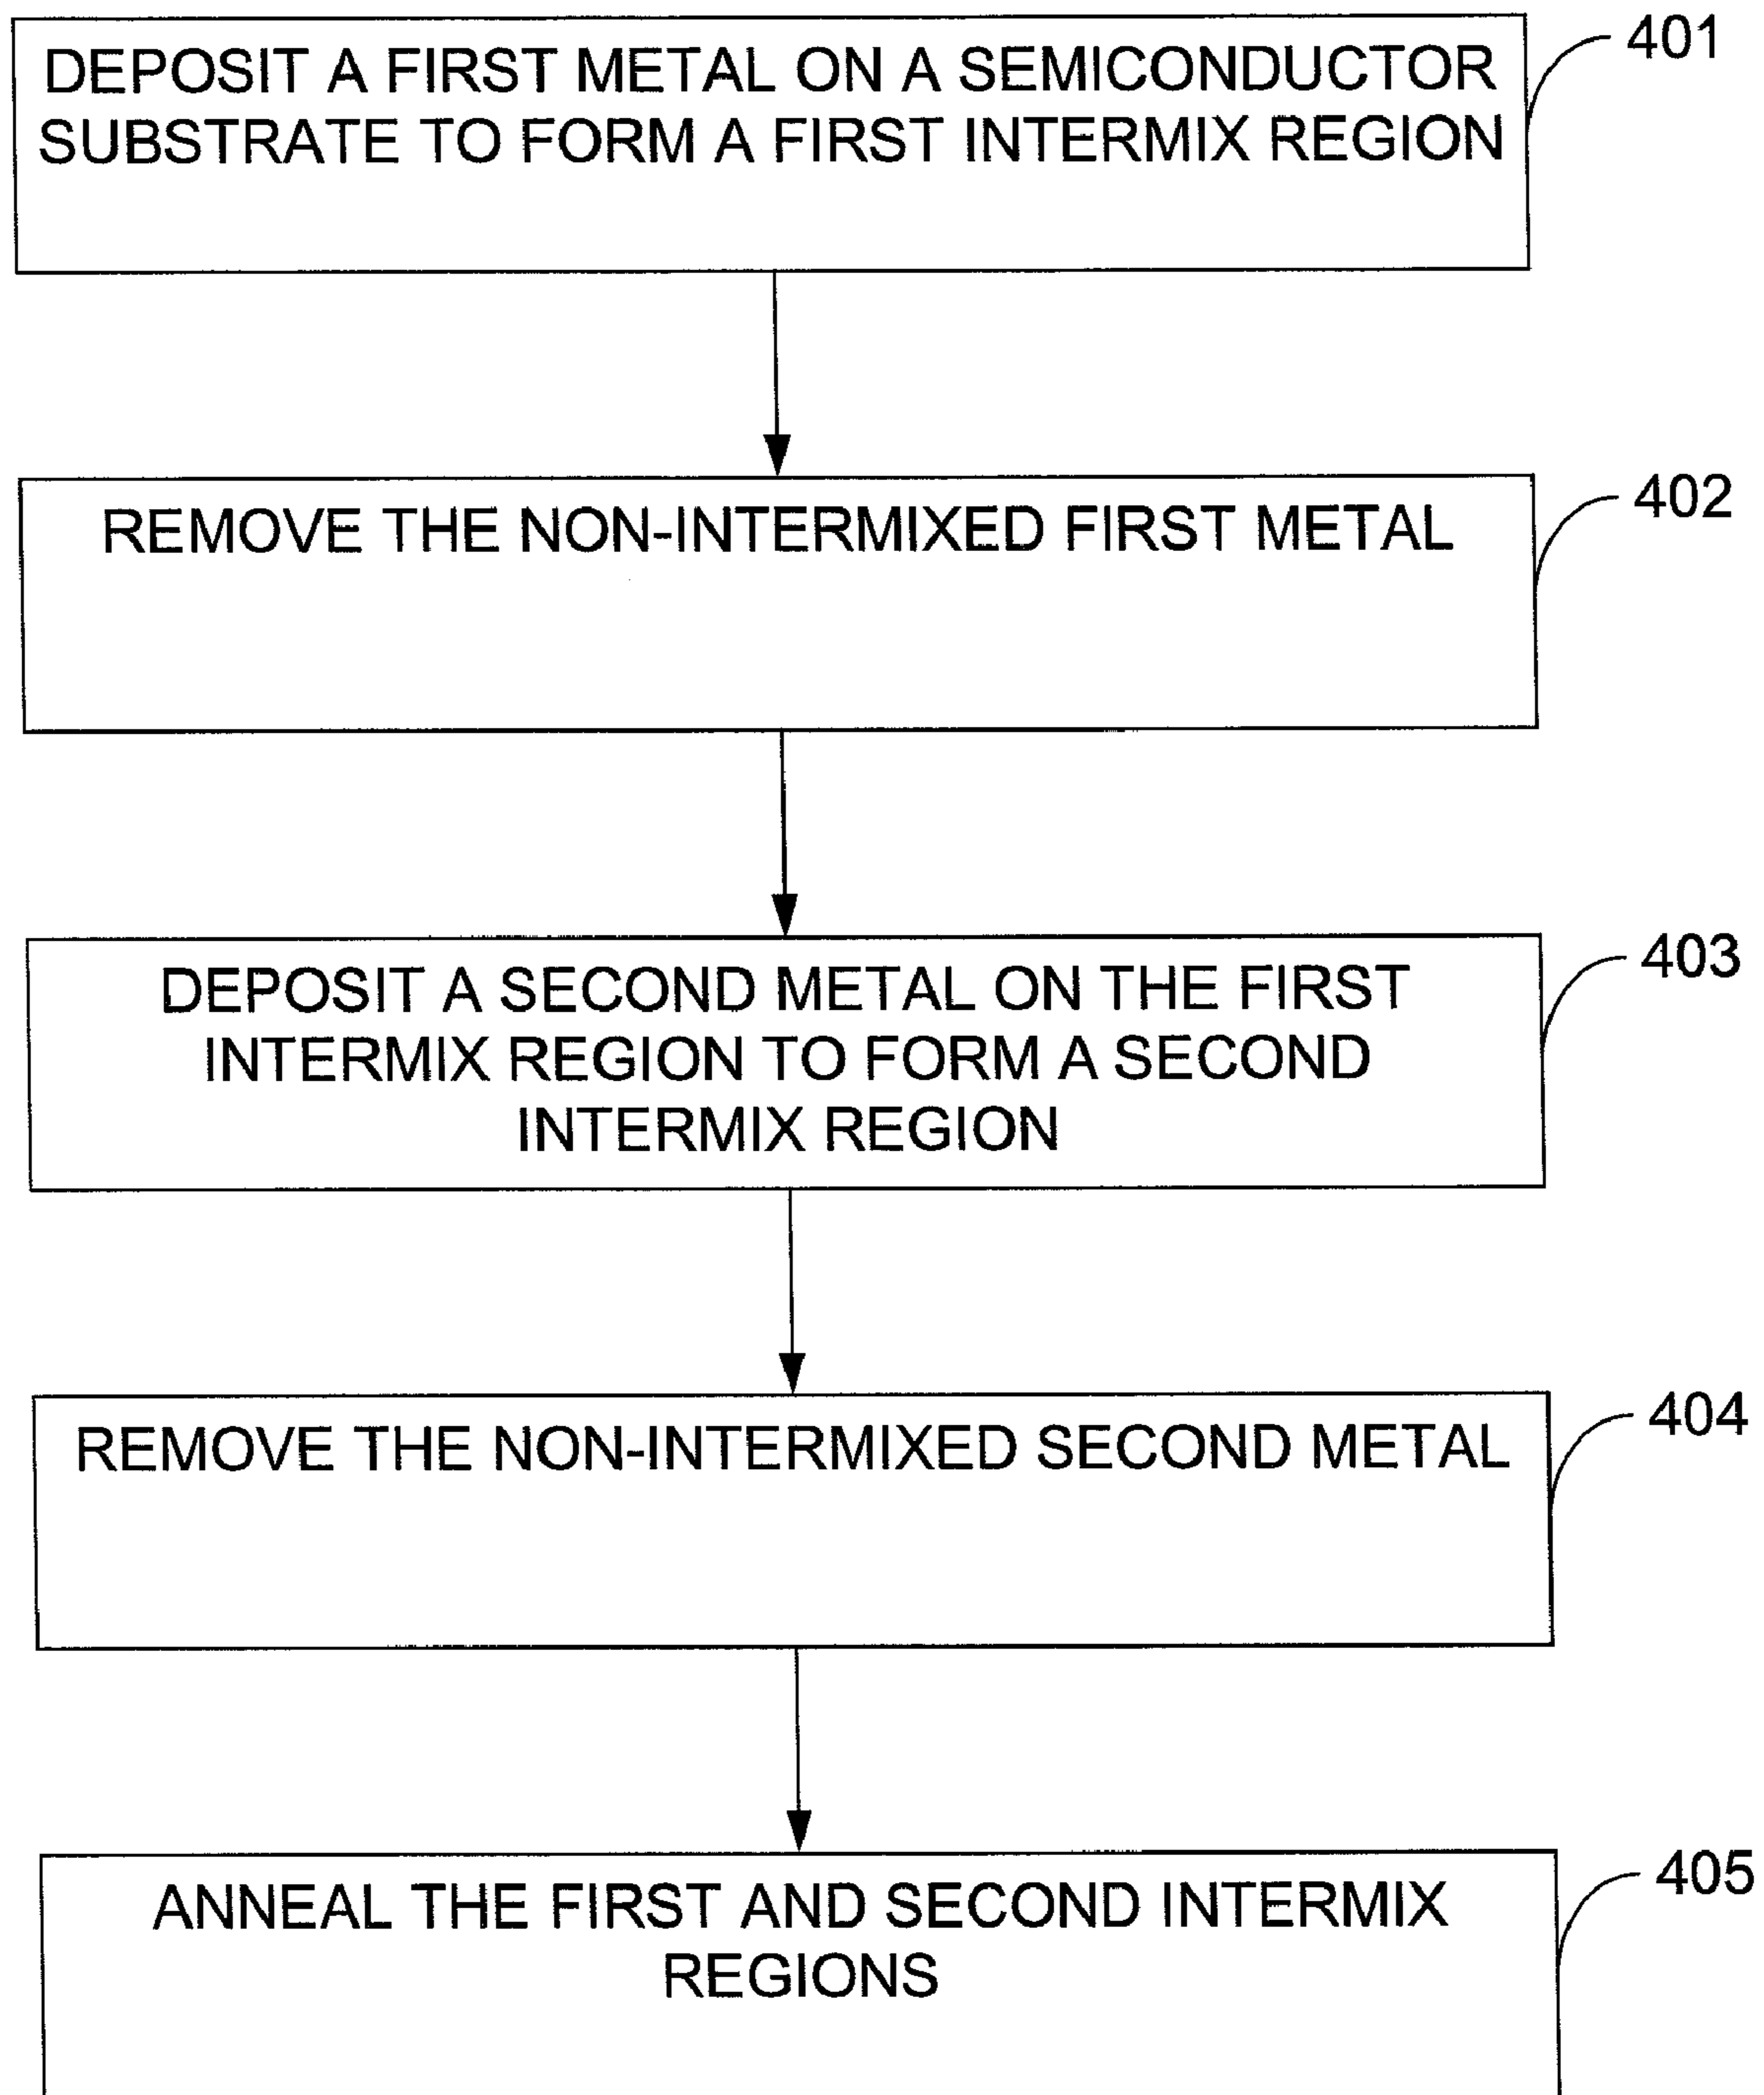 DEPOSIT A FIRST METAL ON A SEMICONDUCTOR
SUBSTRATE TO FORM A FIRST INTERMIX REGION
401
REMOVE THE NON-INTERMIXED FIRST METAL
402
DEPOSIT A SECOND METAL ON THE FIRST
INTERMIX REGION TO FORM A SECOND
INTERMIX REGION
403
REMOVE THE NON-INTERMIXED SECOND METAL
404
ANNEAL THE FIRST AND SECOND INTERMIX
REGIONS
405